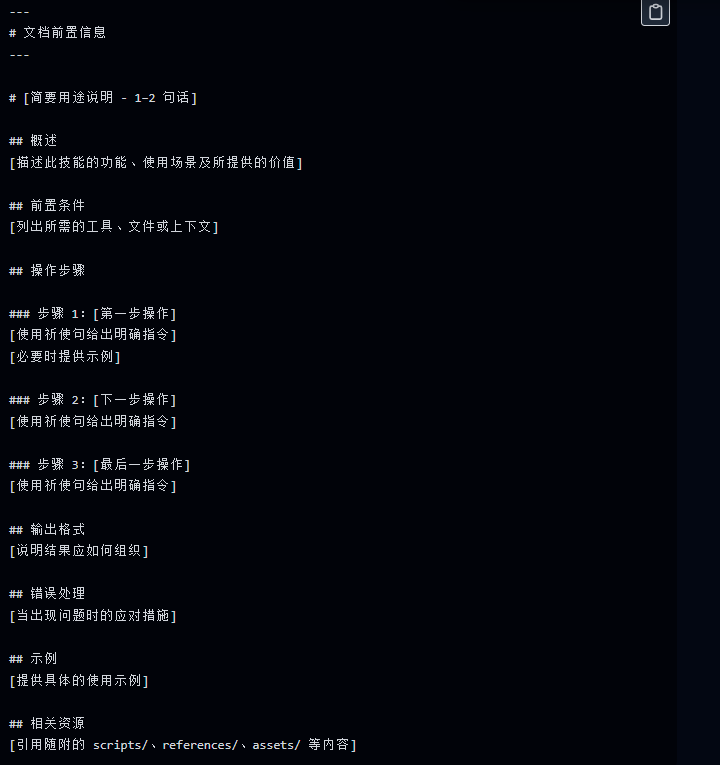 ---
# 文档前置信息
---
# [简要用途说明 - 1–2 句话]
## 概述
[描述此技能的功能、使用场景及所提供的价值]
## 前置条件
[列出所需的工具、文件或上下文]
## 操作步骤
### 步骤 1: [第一步操作]
[使用祈使句给出明确指令]
[必要时提供示例]
### 步骤 2: [下一步操作]
[使用祈使句给出明确指令]
### 步骤 3: [最后一步操作]
[使用祈使句给出明确指令]
## 输出格式
[说明结果应如何组织]
## 错误处理
[当出现问题时的应对措施]
## 示例
[提供具体的使用示例]
## 相关资源
[引用随附的 scripts/、references/、assets/ 等内容]